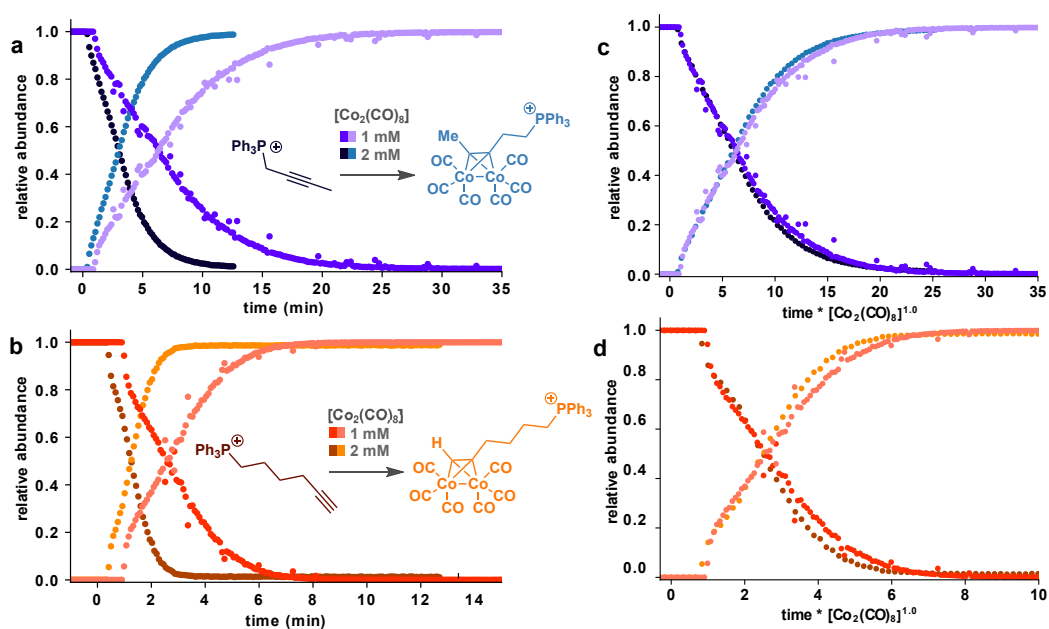 a
relative abundance
1.0
0.8
0.6
0.4
0.2
0.0
0
5
10
15
20
25
30
35
time (min)
[Co₂(CO)₈]
1 mM
2 mM
Ph₃P⊕
Me
⊕
PPh₃
OC
CO
Co
Co
OC
CO
CO
CO
c
relative abundance
1.0
0.8
0.6
0.4
0.2
0.0
0
5
10
15
20
25
30
35
time * [Co₂(CO)₈]¹·⁰
b
relative abundance
1.0
0.8
0.6
0.4
0.2
0.0
0
2
4
6
8
10
12
14
time (min)
[Co₂(CO)₈]
1 mM
2 mM
⊕
Ph₃P
⊕
PPh₃
H
OC
CO
Co
Co
OC
CO
CO
CO
d
relative abundance
1.0
0.8
0.6
0.4
0.2
0.0
2
4
6
8
10
time * [Co₂(CO)₈]¹·⁰